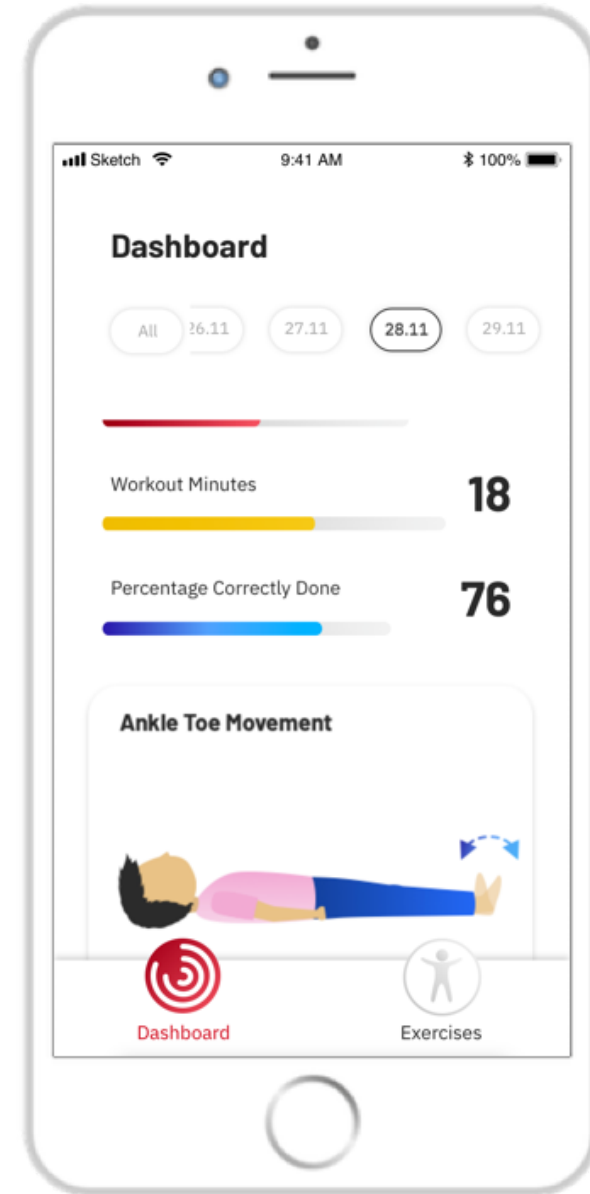 Sketch 9:41 AM 100%
Dashboard
All 26.11 27.11 28.11 29.11
Workout Minutes 18
Percentage Correctly Done 76
Ankle Toe Movement
Dashboard Exercises